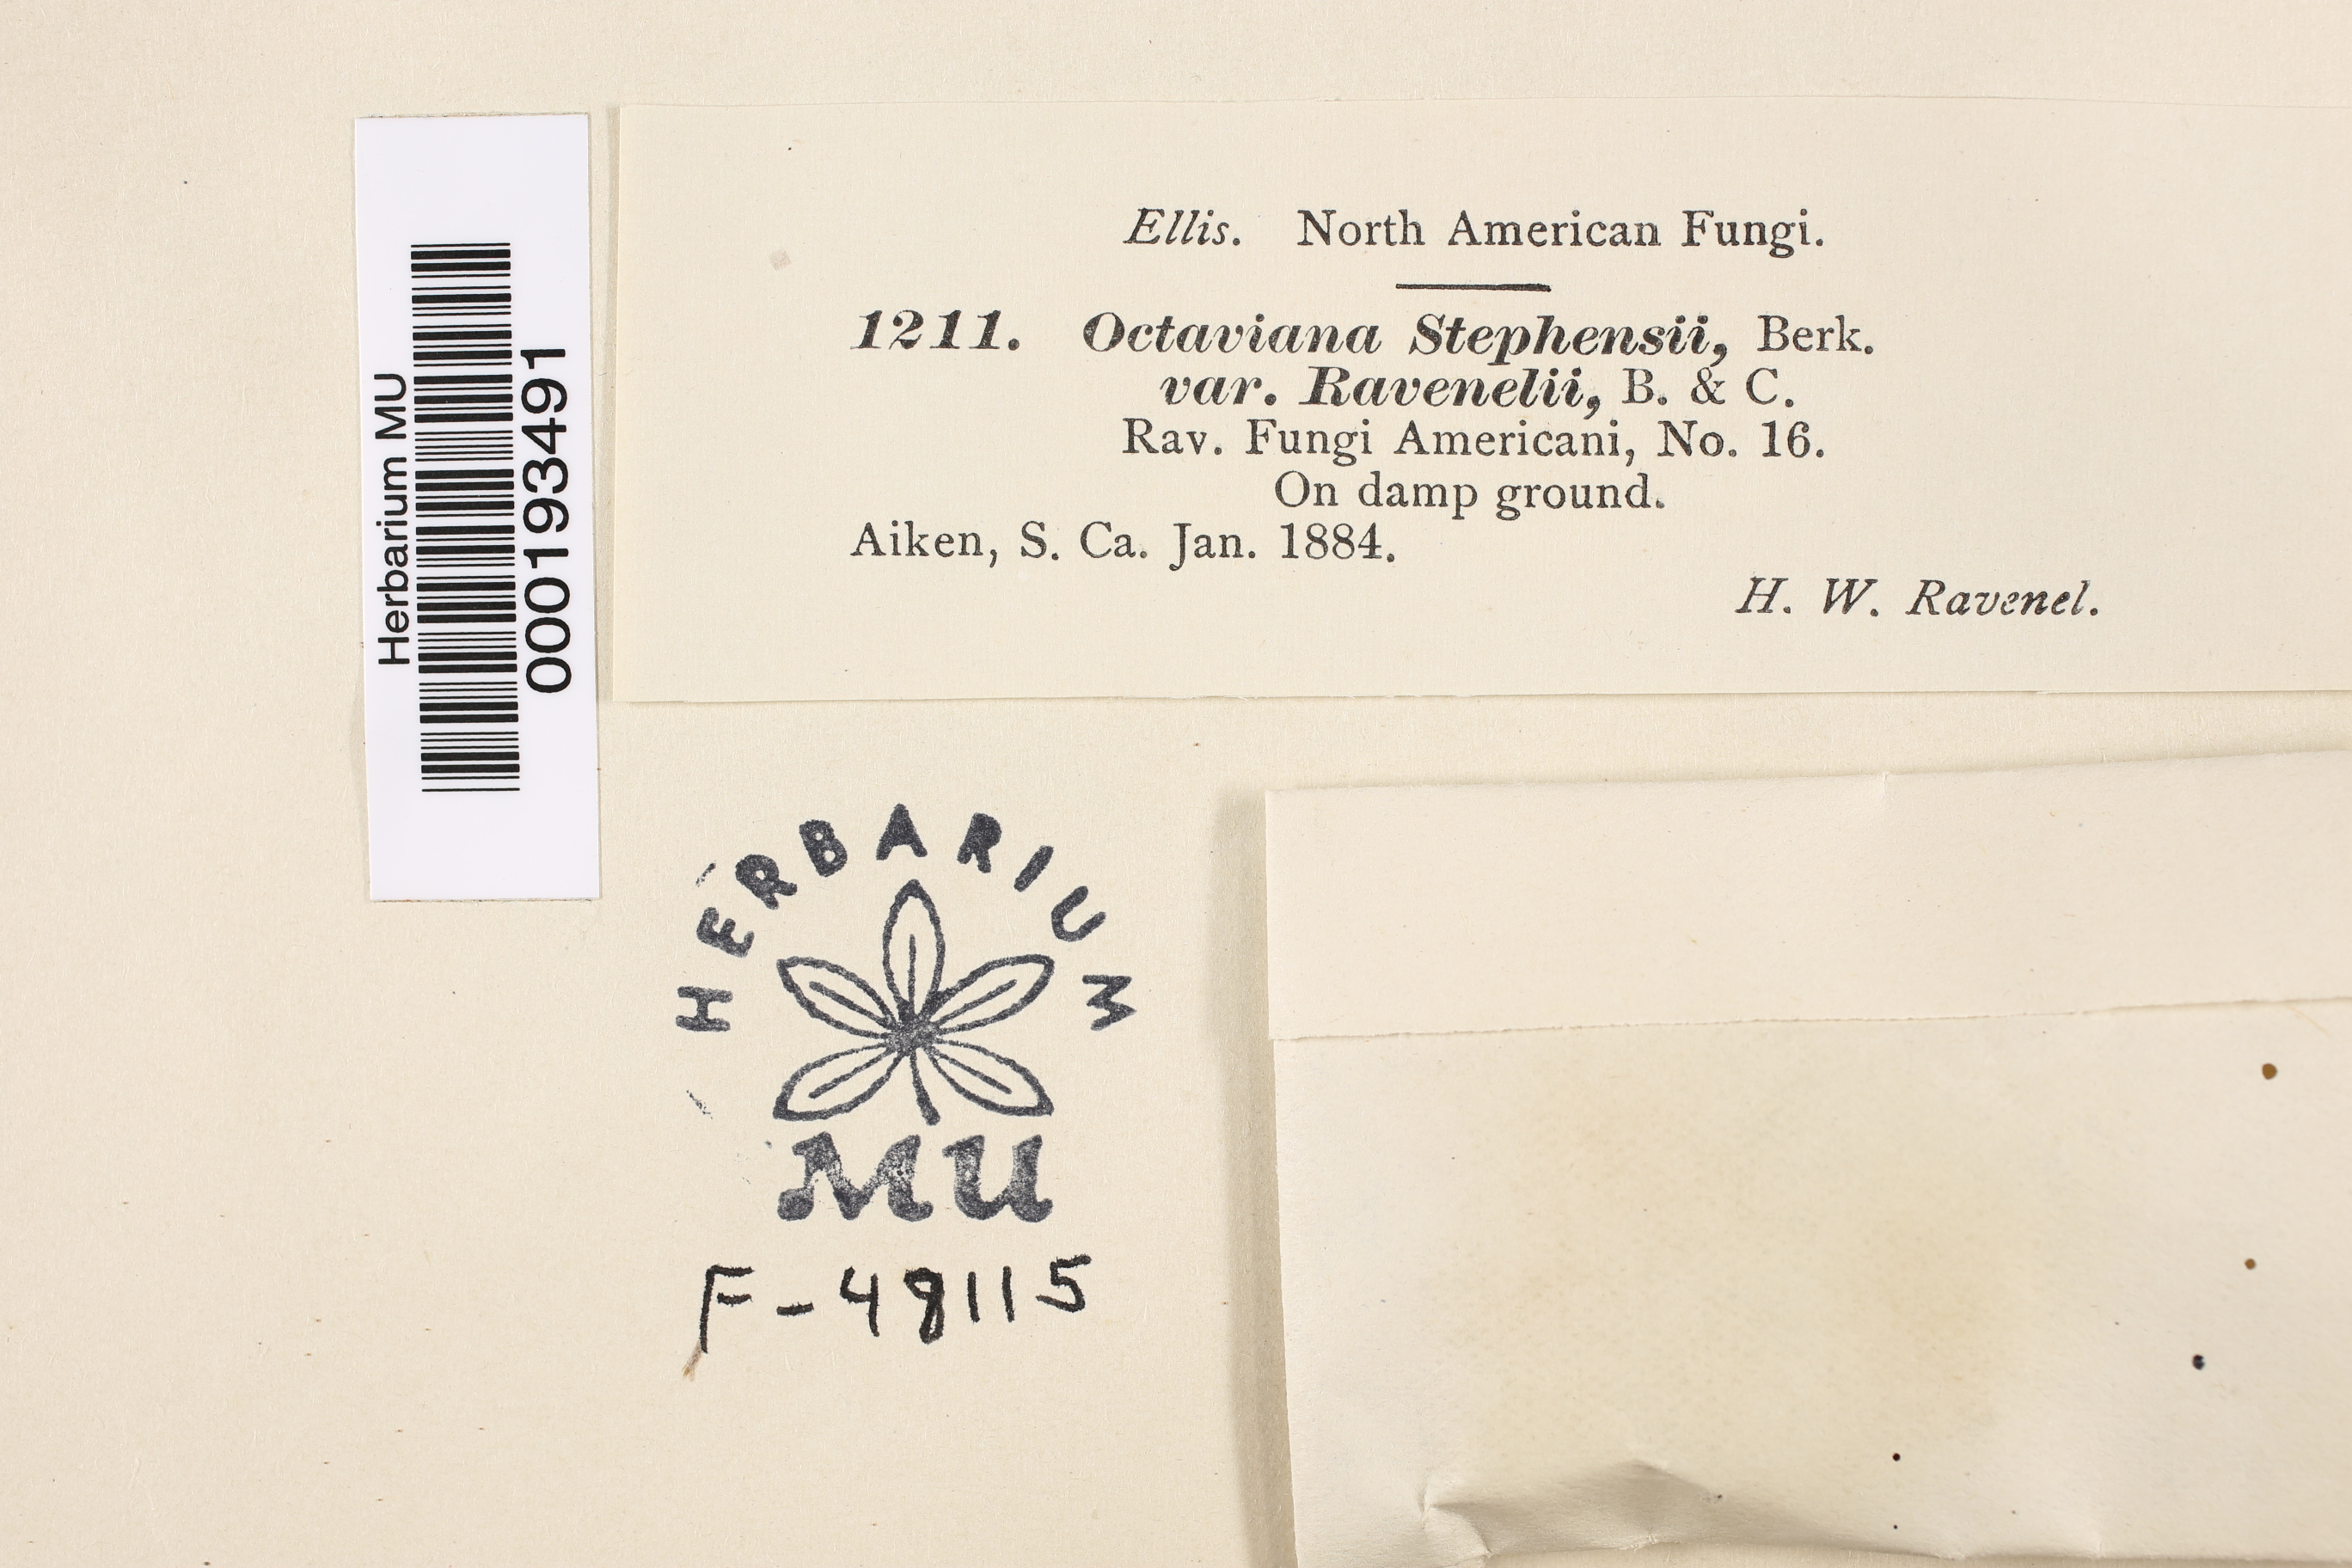 Herbarium MU
000193491
Ellis. North American Fungi.
1211. Octaviana Stephensii, Berk.
var. Ravenelii, B. & C.
Rav. Fungi Americani, No. 16.
On damp ground.
Aiken, S. Ca. Jan. 1884.
H. W. Ravenel.
HERBARIUM
MU
F-48115